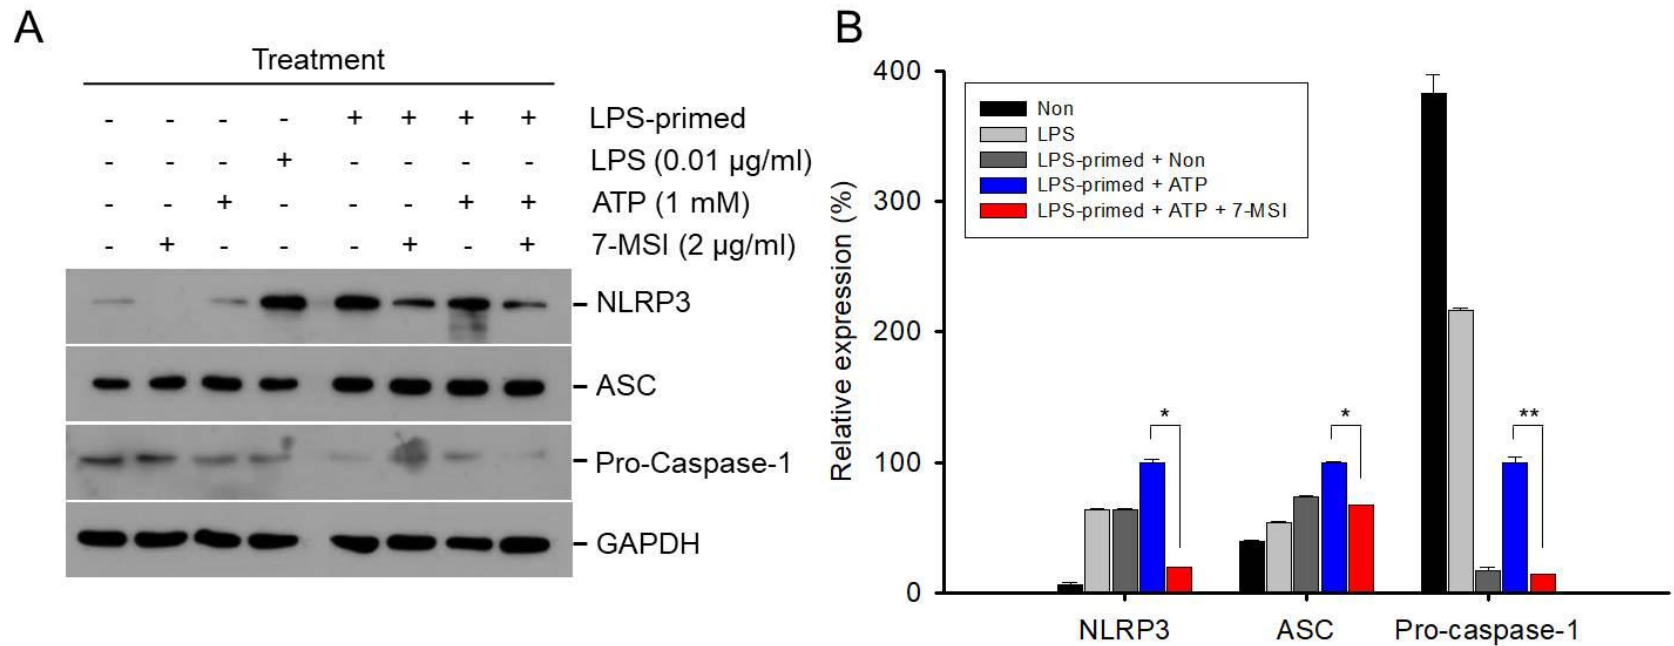 A
Treatment
- - - - + + + + LPS-primed
- - - + - - - - LPS (0.01 µg/ml)
- - + - - - + + ATP (1 mM)
- + - - - + - + 7-MSI (2 µg/ml)
NLRP3
ASC
Pro-Caspase-1
GAPDH
B
Relative expression (%)
400
300
200
100
0
Non
LPS
LPS-primed + Non
LPS-primed + ATP
LPS-primed + ATP + 7-MSI
* * **
NLRP3 ASC Pro-caspase-1